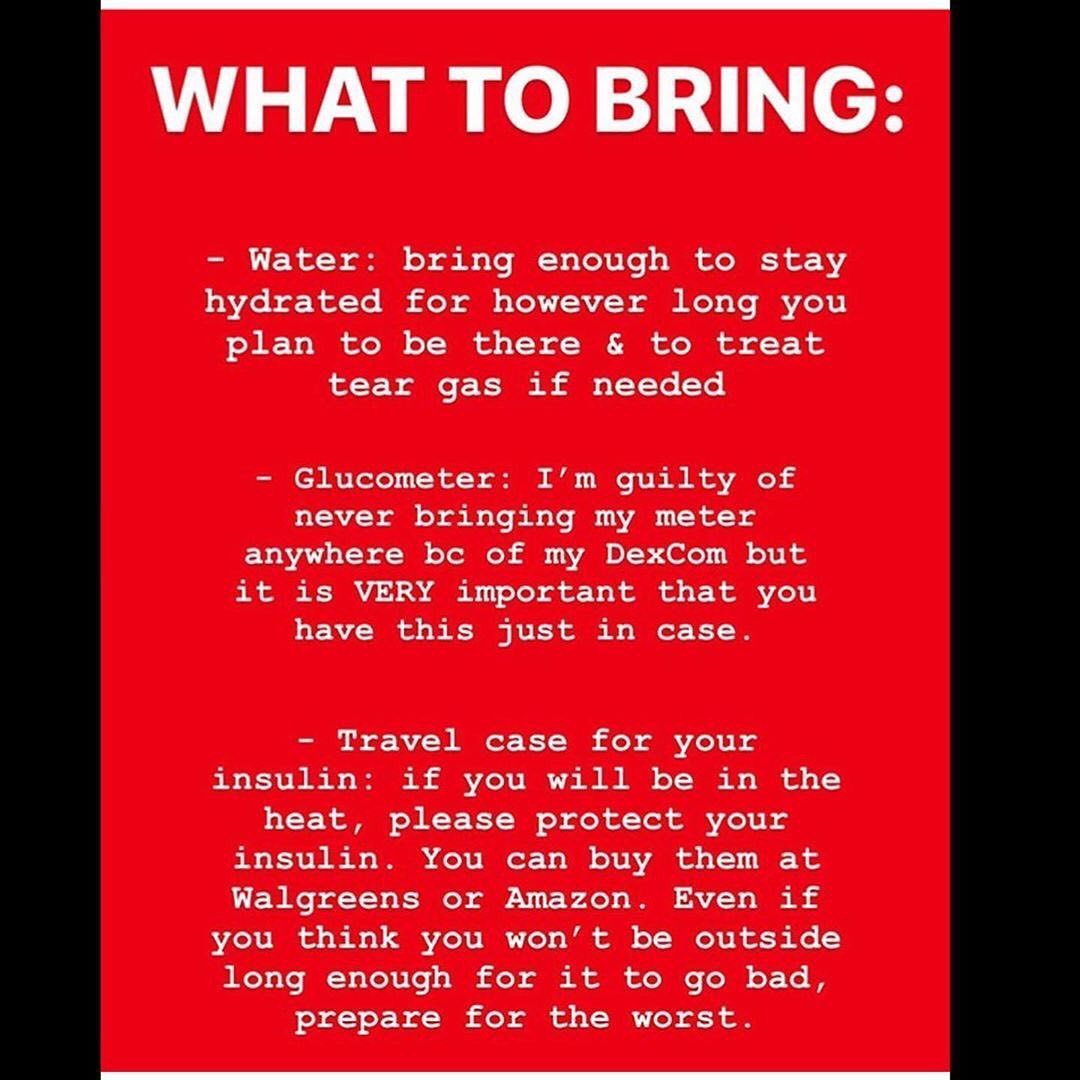 WHAT TO BRING:
- Water: bring enough to stay
hydrated for however long you
plan to be there & to treat
tear gas if needed
- Glucometer: I’m guilty of
never bringing my meter
anywhere bc of my DexCom but
it is VERY important that you
have this just in case.
- Travel case for your
insulin: if you will be in the
heat, please protect your
insulin. You can buy them at
Walgreens or Amazon. Even if
you think you won’t be outside
long enough for it to go bad,
prepare for the worst.